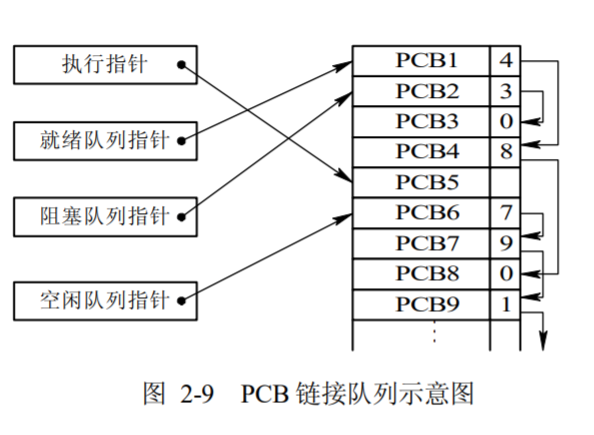 执行指针
就绪队列指针
阻塞队列指针
空闲队列指针
PCB1 4
PCB2 3
PCB3 0
PCB4 8
PCB5
PCB6 7
PCB7 9
PCB8 0
PCB9 1
图 2-9 PCB 链接队列示意图